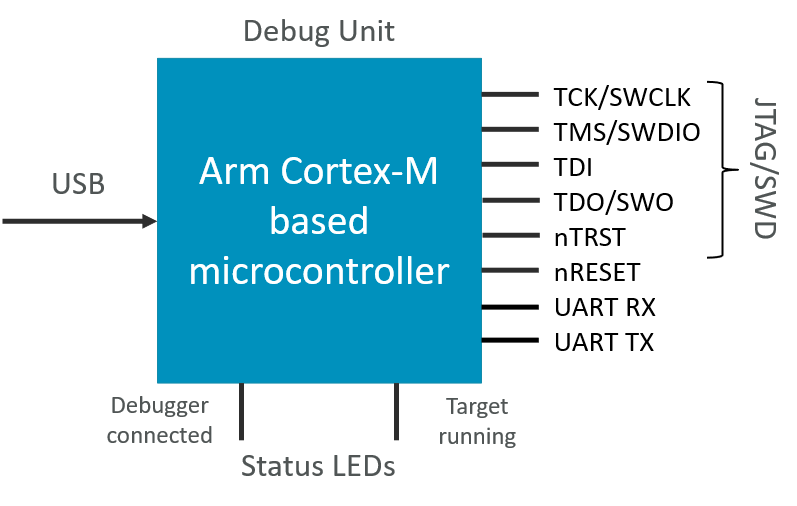 Debug Unit
USB
Arm Cortex-M
based
microcontroller
TCK/SWCLK
TMS/SWDIO
TDI
TDO/SWO
nTRST
nRESET
UART RX
UART TX
JTAG/SWD
Debugger
connected
Target
running
Status LEDs